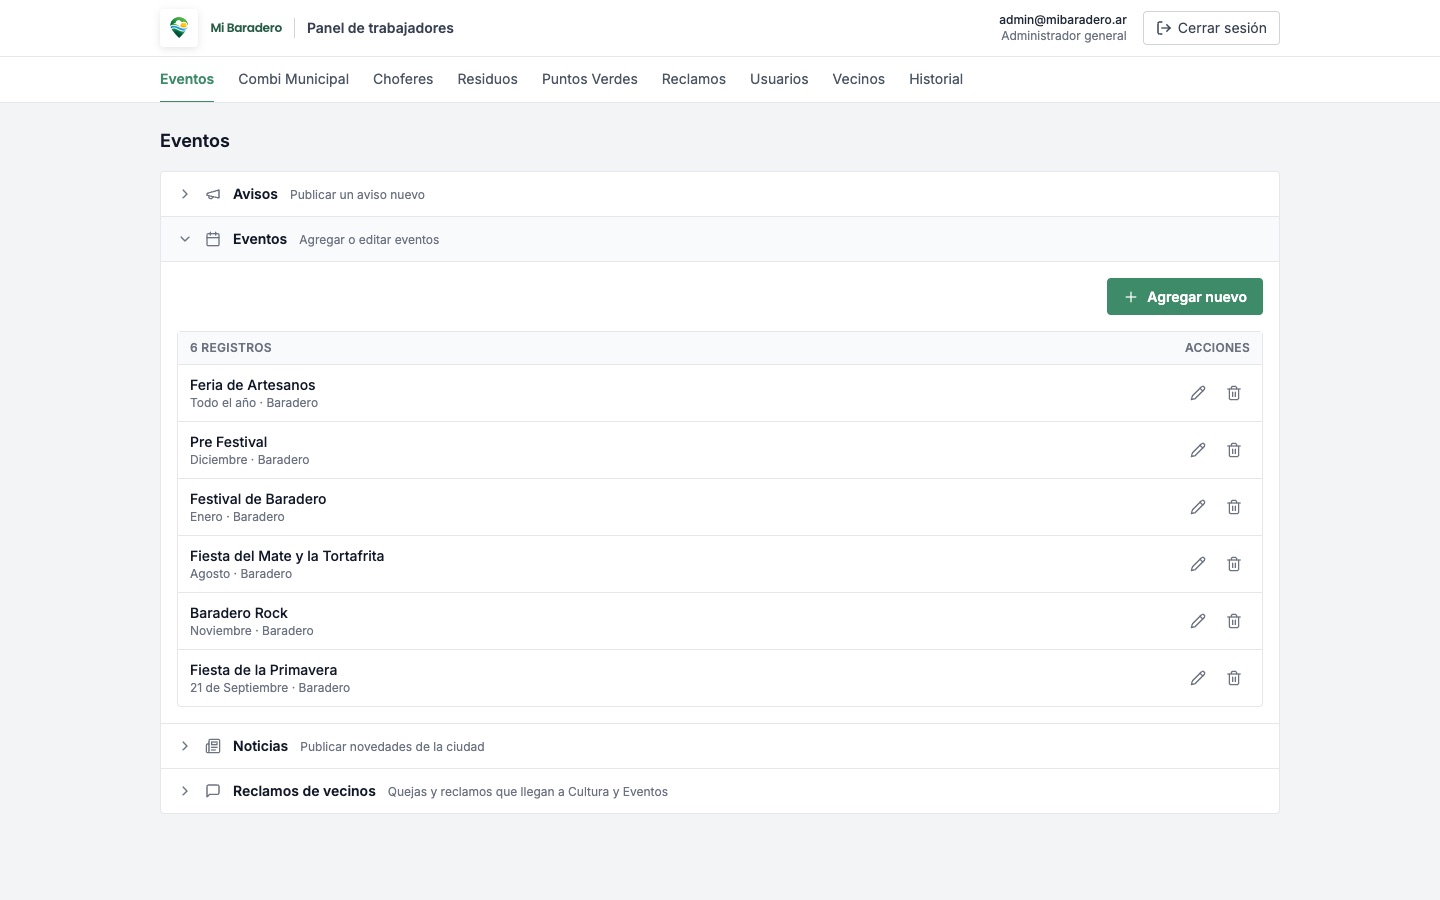 Mi Baradero
Panel de trabajadores
admin@mibaradero.ar
Administrador general
Cerrar sesión
Eventos
Combi Municipal
Choferes
Residuos
Puntos Verdes
Reclamos
Usuarios
Vecinos
Historial
Eventos
Avisos Publicar un aviso nuevo
Eventos Agregar o editar eventos
Agregar nuevo
6 REGISTROS
ACCIONES
Feria de Artesanos
Todo el año · Baradero
Pre Festival
Diciembre · Baradero
Festival de Baradero
Enero · Baradero
Fiesta del Mate y la Tortafrita
Agosto · Baradero
Baradero Rock
Noviembre · Baradero
Fiesta de la Primavera
21 de Septiembre · Baradero
Noticias Publicar novedades de la ciudad
Reclamos de vecinos Quejas y reclamos que llegan a Cultura y Eventos